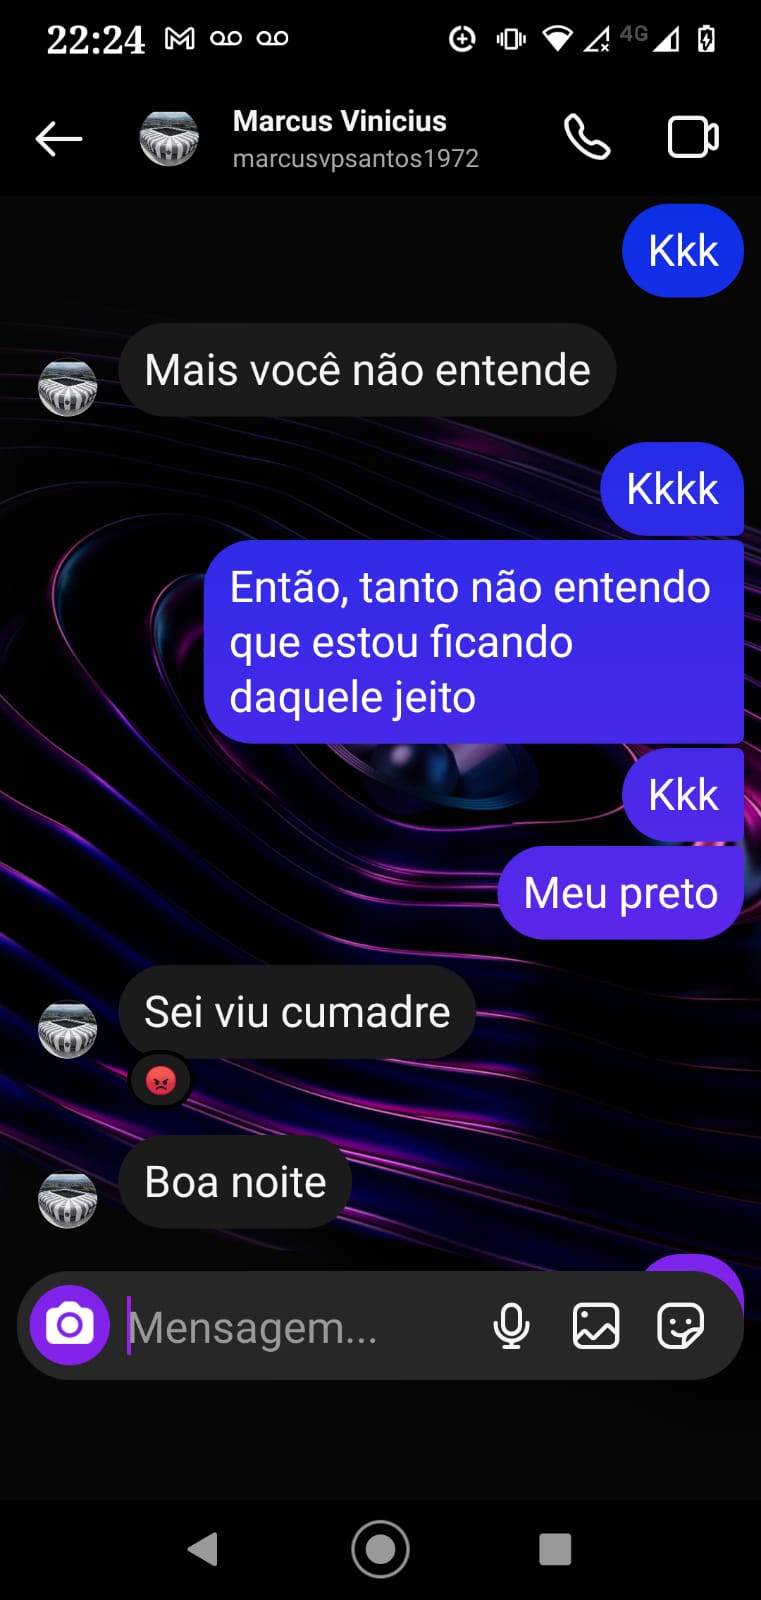 22:24
4G
Marcus Vinicius
marcusvpsantos1972
Kkk
Mais você não entende
Kkkk
Então, tanto não entendo
que estou ficando
daquele jeito
Kkk
Meu preto
Sei viu cumadre
Boa noite
Mensagem...